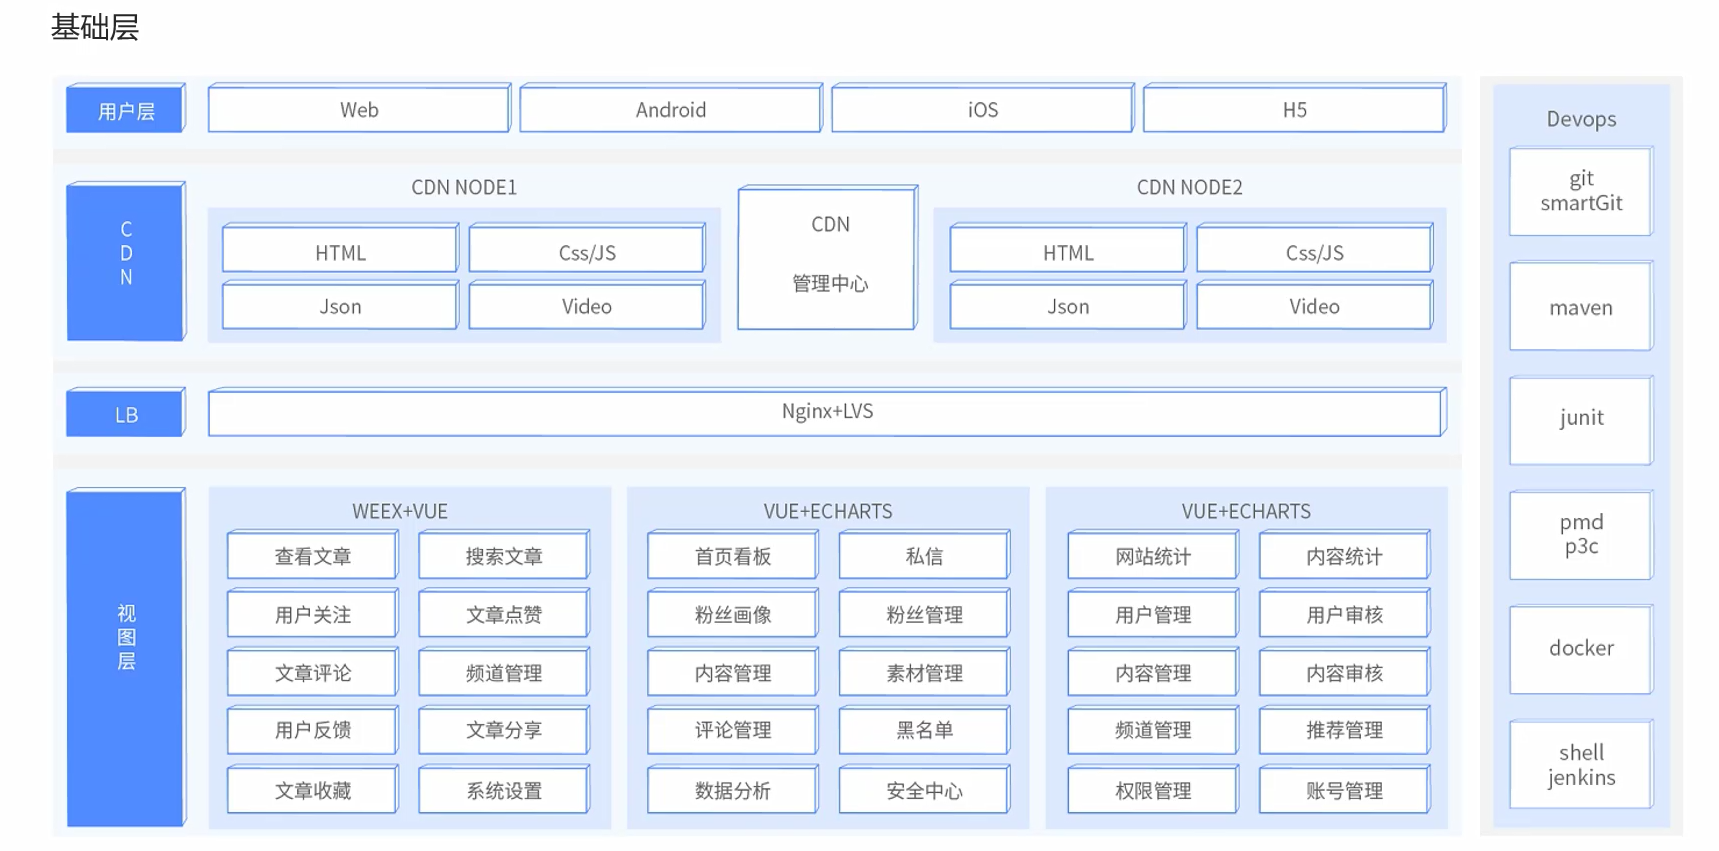 基础层
用户层
Web
Android
iOS
H5
C
D
N
CDN NODE1
HTML
Css/JS
Json
Video
CDN
管理中心
CDN NODE2
HTML
Css/JS
Json
Video
LB
Nginx+LVS
视
图
层
WEEX+VUE
查看文章
搜索文章
用户关注
文章点赞
文章评论
频道管理
用户反馈
文章分享
文章收藏
系统设置
VUE+ECHARTS
首页看板
私信
粉丝画像
粉丝管理
内容管理
素材管理
评论管理
黑名单
数据分析
安全中心
VUE+ECHARTS
网站统计
内容统计
用户管理
用户审核
内容管理
内容审核
频道管理
推荐管理
权限管理
账号管理
Devops
git
smartGit
maven
junit
pmd
p3c
docker
shell
jenkins